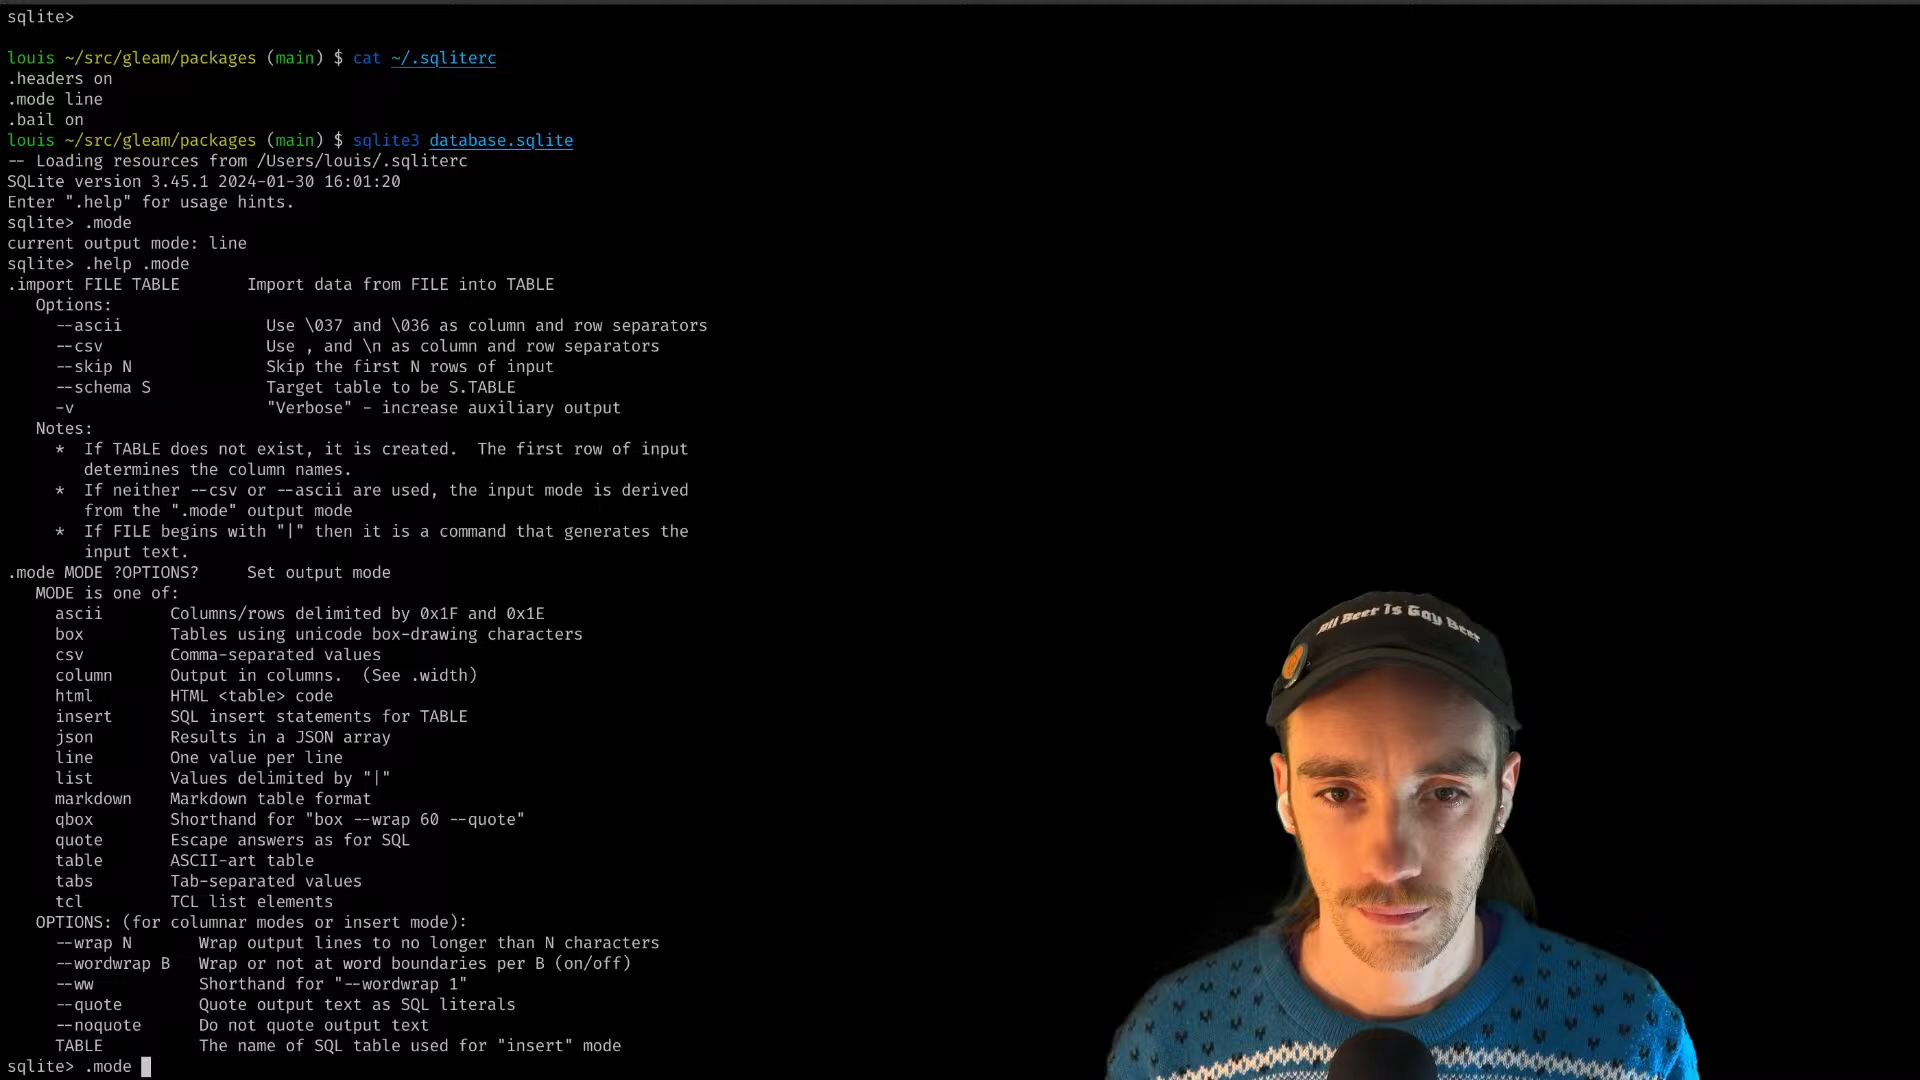 sqlite>
louis ~/src/gleam/packages (main) $ cat ~/.sqliterc
.headers on
.mode line
.bail on
louis ~/src/gleam/packages (main) $ sqlite3 database.sqlite
-- Loading resources from /Users/louis/.sqliterc
SQLite version 3.45.1 2024-01-30 16:01:20
Enter ".help" for usage hints.
sqlite> .mode
current output mode: line
sqlite> .help .mode
.import FILE TABLE       Import data from FILE into TABLE
   Options:
     --ascii               Use \037 and \036 as column and row separators
     --csv                 Use , and \n as column and row separators
     --skip N              Skip the first N rows of input
     --schema S            Target table to be S.TABLE
     -v                    "Verbose" - increase auxiliary output
   Notes:
     *  If TABLE does not exist, it is created.  The first row of input
        determines the column names.
     *  If neither --csv or --ascii are used, the input mode is derived
        from the ".mode" output mode
     *  If FILE begins with "|" then it is a command that generates the
        input text.
.mode MODE ?OPTIONS?     Set output mode
   MODE is one of:
     ascii       Columns/rows delimited by 0x1F and 0x1E
     box         Tables using unicode box-drawing characters
     csv         Comma-separated values
     column      Output in columns.  (See .width)
     html        HTML <table> code
     insert      SQL insert statements for TABLE
     json        Results in a JSON array
     line        One value per line
     list        Values delimited by "|"
     markdown    Markdown table format
     qbox        Shorthand for "box --wrap 60 --quote"
     quote       Escape answers as for SQL
     table       ASCII-art table
     tabs        Tab-separated values
     tcl         TCL list elements
   OPTIONS: (for columnar modes or insert mode):
     --wrap N       Wrap output lines to no longer than N characters
     --wordwrap B   Wrap or not at word boundaries per B (on/off)
     --ww           Shorthand for "--wordwrap 1"
     --quote        Quote output text as SQL literals
     --noquote      Do not quote output text
     TABLE          The name of SQL table used for "insert" mode
sqlite> .mode
All Beer Is Gay Beer